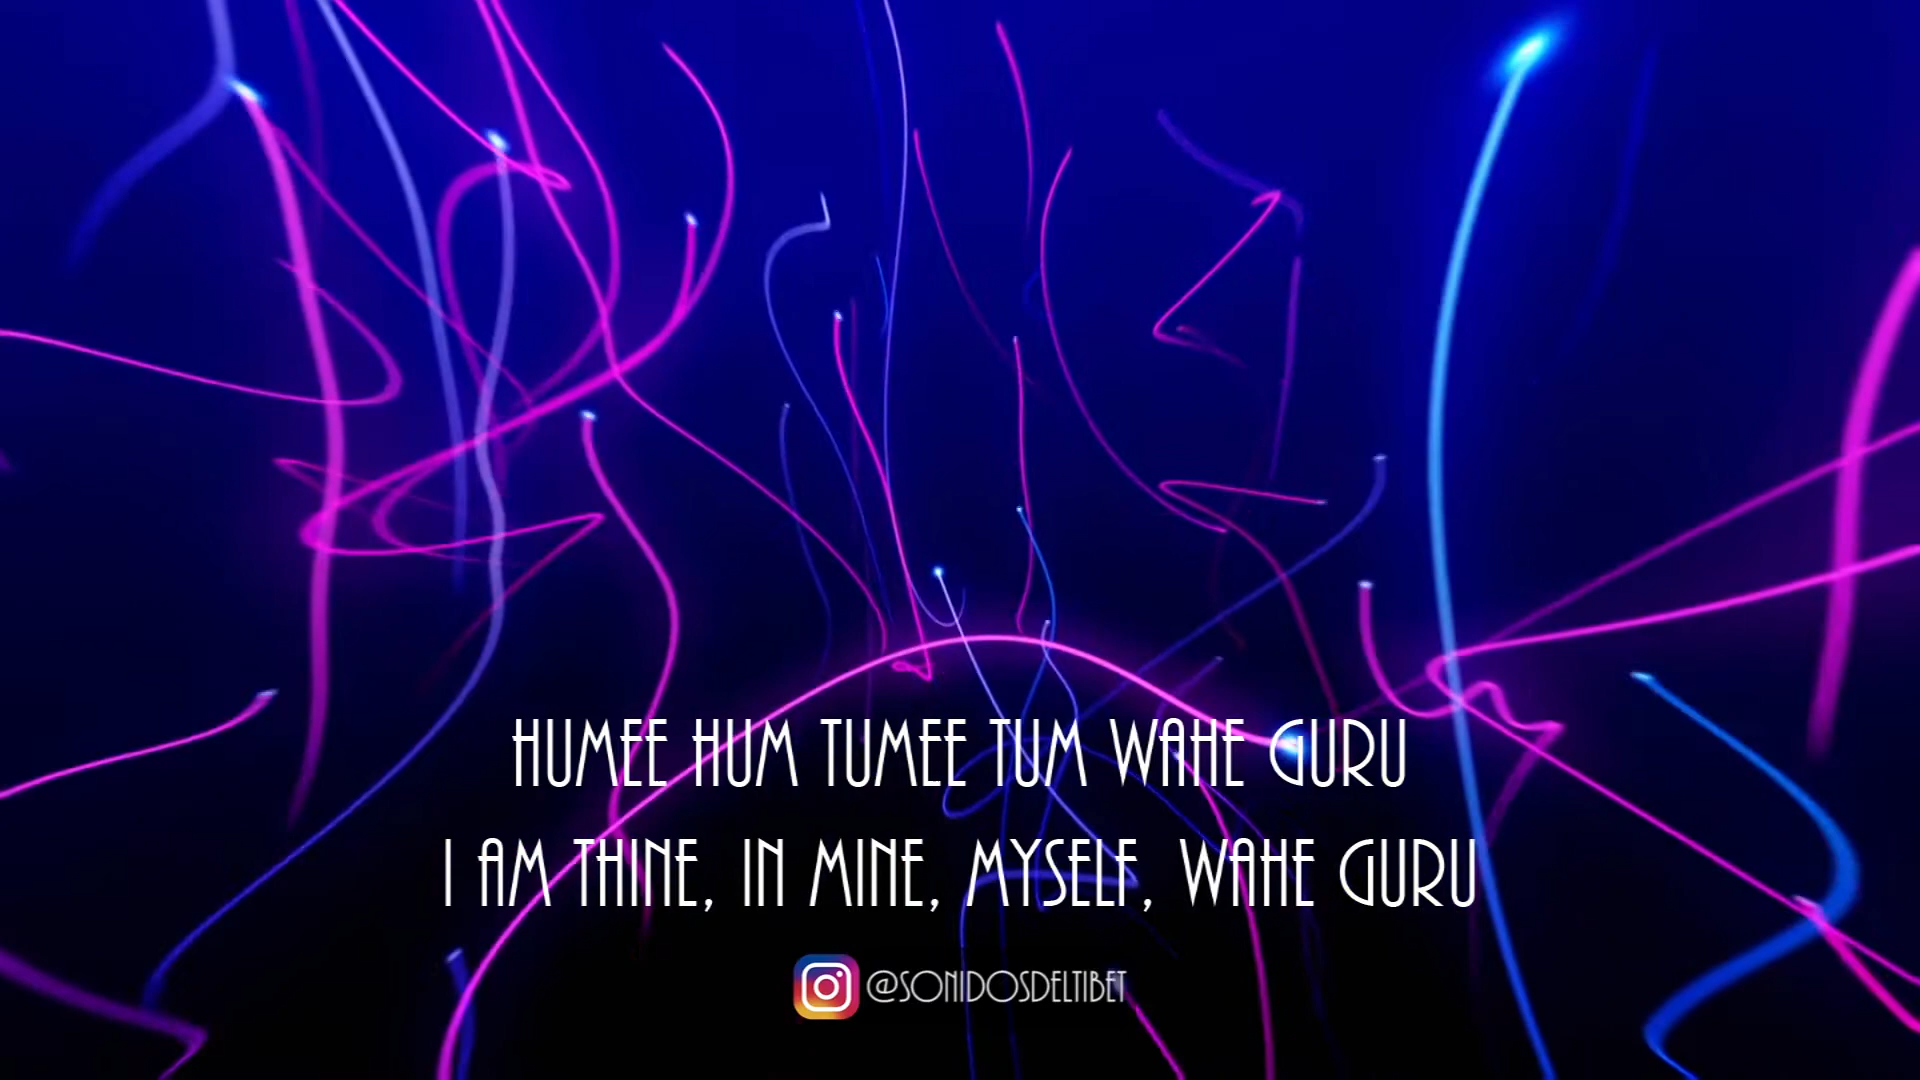 HUMEE HUM TUMEE TUM WAHE GURU
I AM THINE, IN MINE, MYSELF, WAHE GURU
@SONIDOSDELTIBET